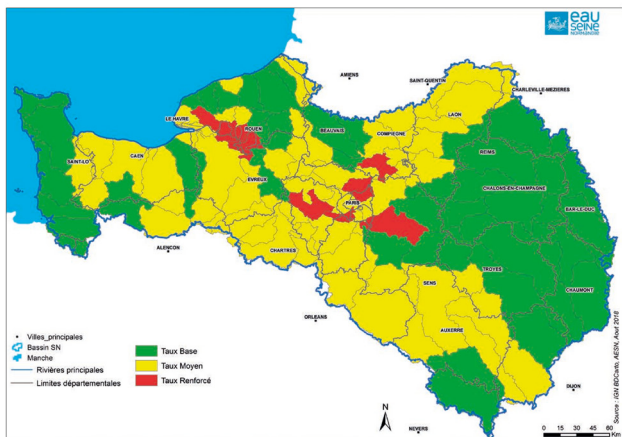 eau
SEINE
NORMANDIE
AMIENS
SAINT-QUENTIN
CHARLEVILLE-MEZIERES
LAON
LE HAVRE
ROUEN
BEAUVAIS
COMPIEGNE
REIMS
SAINT-LO
CAEN
EVREUX
PARIS
CHALONS-EN-CHAMPAGNE
BAR-LE-DUC
ALENCON
CHARTRES
TROYES
SENS
CHAUMONT
ORLEANS
AUXERRE
DIJON
NEVERS
Villes_principales
Bassin SN
Manche
Rivières principales
Limites départementales
Taux Base
Taux Moyen
Taux Renforcé
N
0 15 30 45 60
Km
Source : IGN BDCarto, AESN, Aout 2018